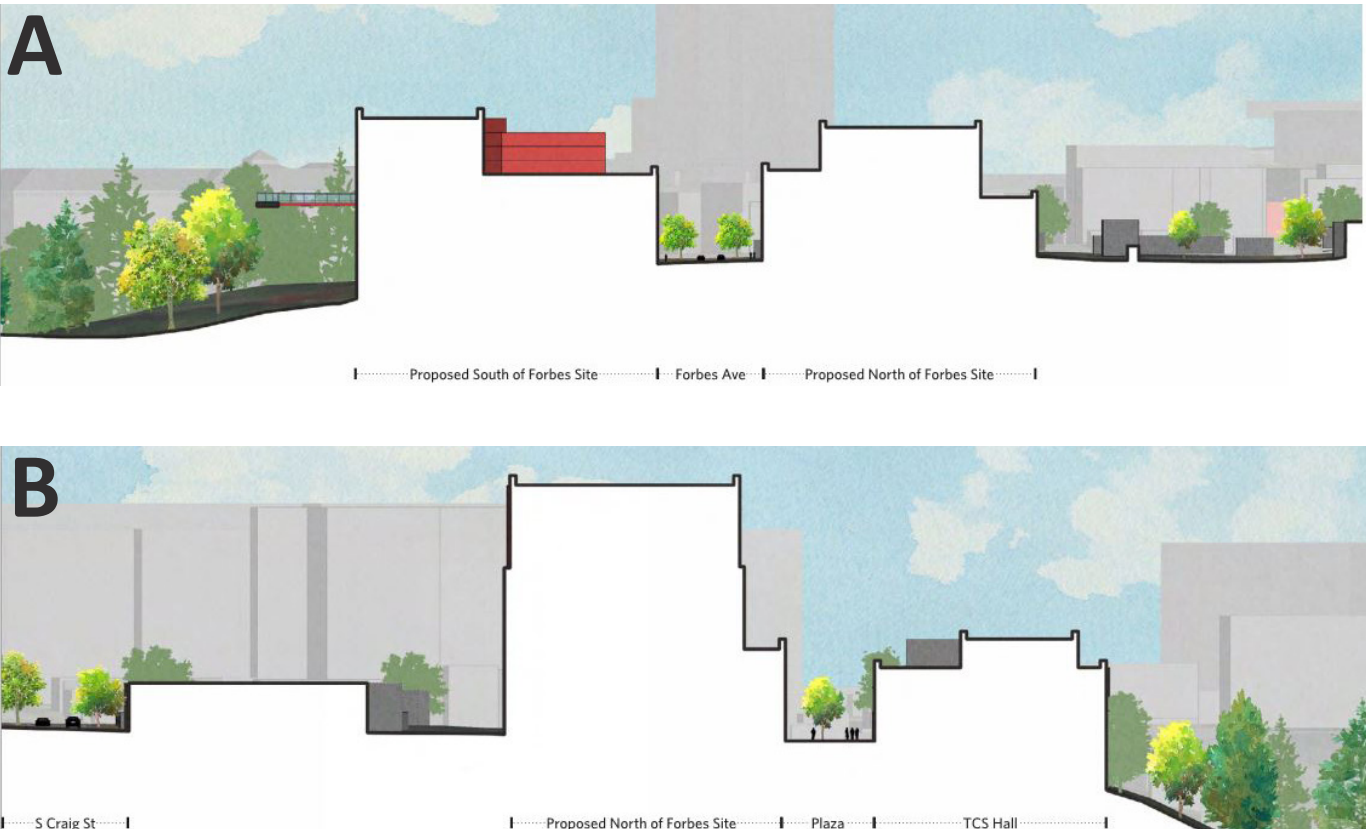 A
Proposed South of Forbes Site
Forbes Ave
Proposed North of Forbes Site
B
S Craig St
Proposed North of Forbes Site
Plaza
TCS Hall